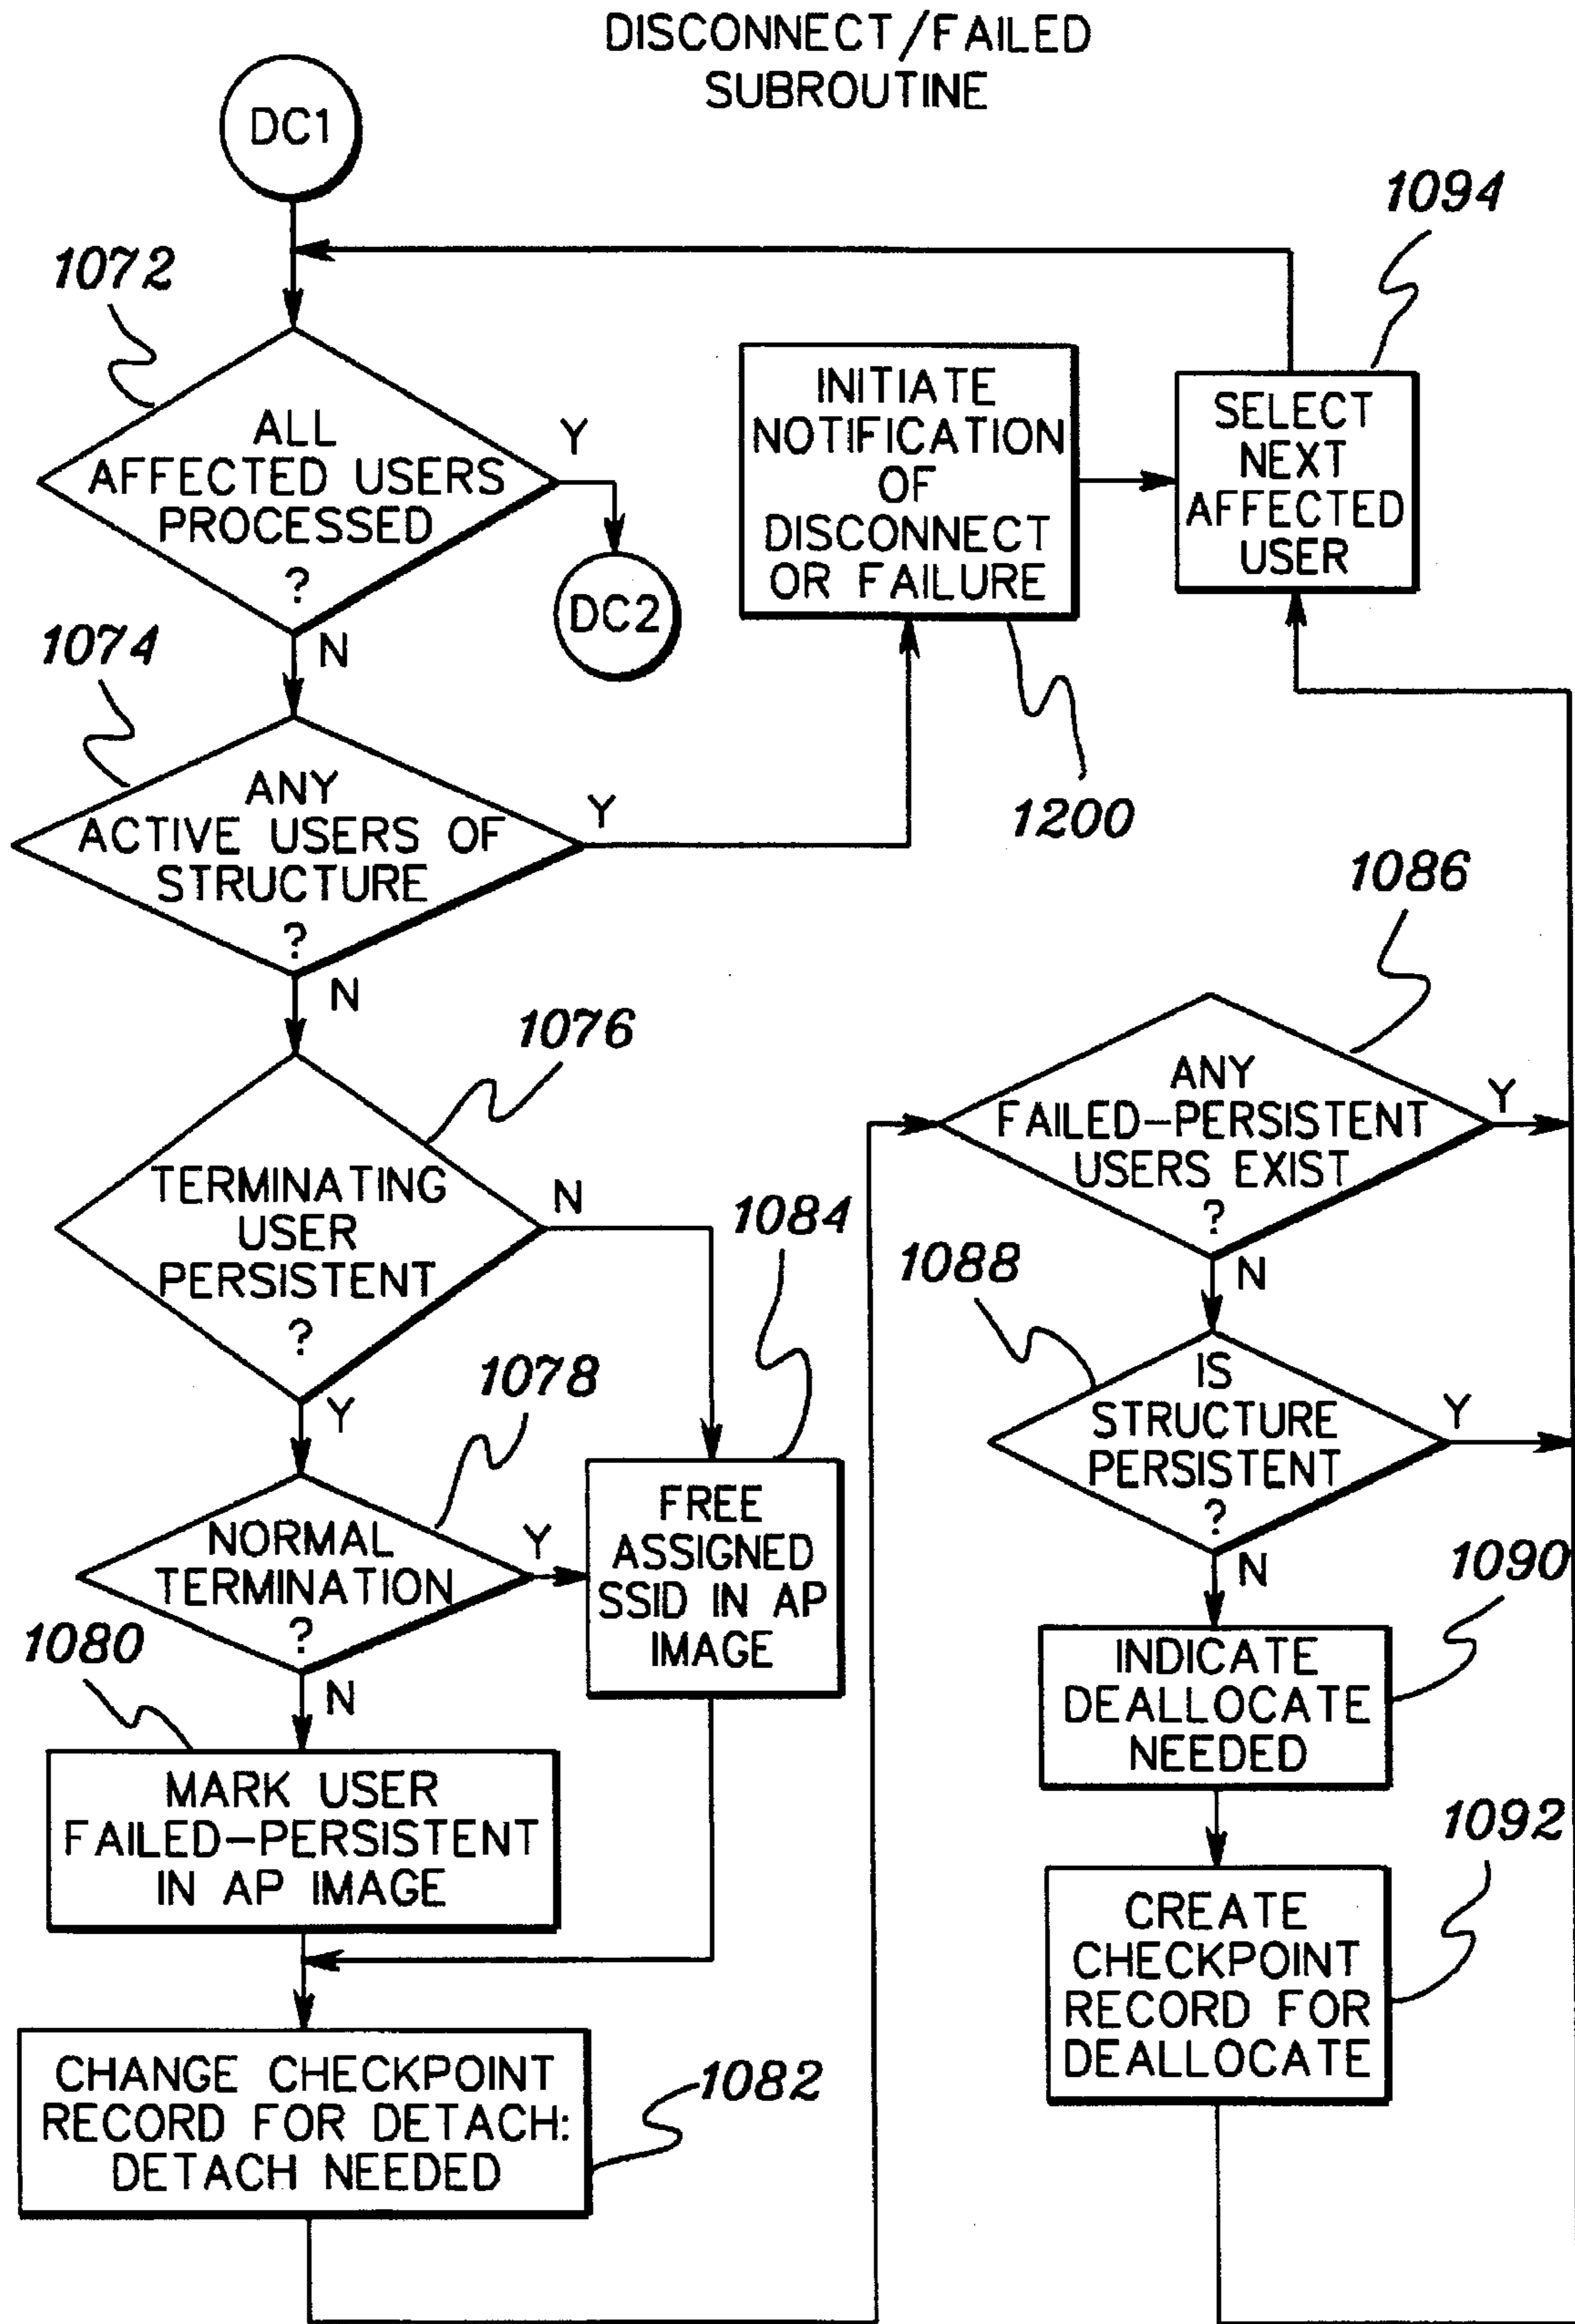 DISCONNECT/FAILED
SUBROUTINE
DC1
1094
1072
ALL
AFFECTED USERS
PROCESSED
?
Y
N
DC2
INITIATE
NOTIFICATION
OF
DISCONNECT
OR FAILURE
SELECT
NEXT
AFFECTED
USER
1074
ANY
ACTIVE USERS OF
STRUCTURE
?
Y
N
1200
1086
1076
TERMINATING
USER
PERSISTENT
?
N
Y
1084
ANY
FAILED-PERSISTENT
USERS EXIST
?
Y
N
1088
IS
STRUCTURE
PERSISTENT
?
Y
N
1078
NORMAL
TERMINATION
?
Y
N
FREE
ASSIGNED
SSID IN AP
IMAGE
1090
INDICATE
DEALLOCATE
NEEDED
1080
MARK USER
FAILED-PERSISTENT
IN AP IMAGE
1092
CREATE
CHECKPOINT
RECORD FOR
DEALLOCATE
CHANGE CHECKPOINT
RECORD FOR DETACH:
DETACH NEEDED
1082